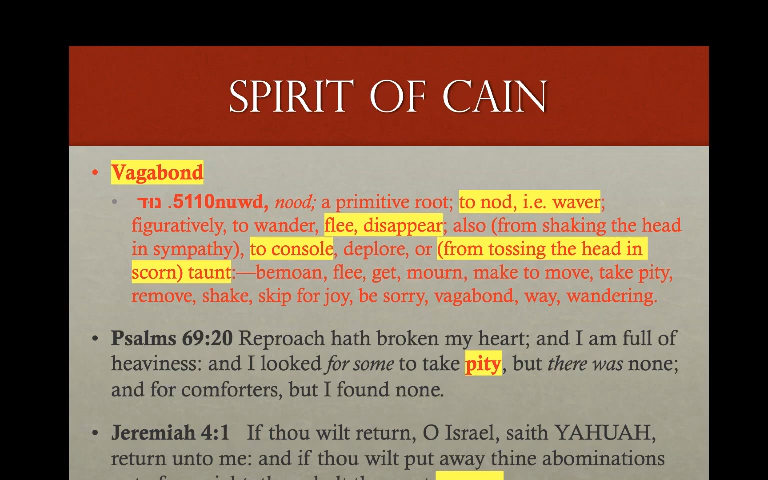 SPIRIT OF CAIN
• Vagabond
• נוּד .5110nuwd, nood; a primitive root; to nod, i.e. waver;
figuratively, to wander, flee, disappear; also (from shaking the head
in sympathy), to console, deplore, or (from tossing the head in
scorn) taunt:—bemoan, flee, get, mourn, make to move, take pity,
remove, shake, skip for joy, be sorry, vagabond, way, wandering.
• Psalms 69:20 Reproach hath broken my heart; and I am full of
heaviness: and I looked for some to take pity, but there was none;
and for comforters, but I found none.
• Jeremiah 4:1 If thou wilt return, O Israel, saith YAHUAH,
return unto me: and if thou wilt put away thine abominations